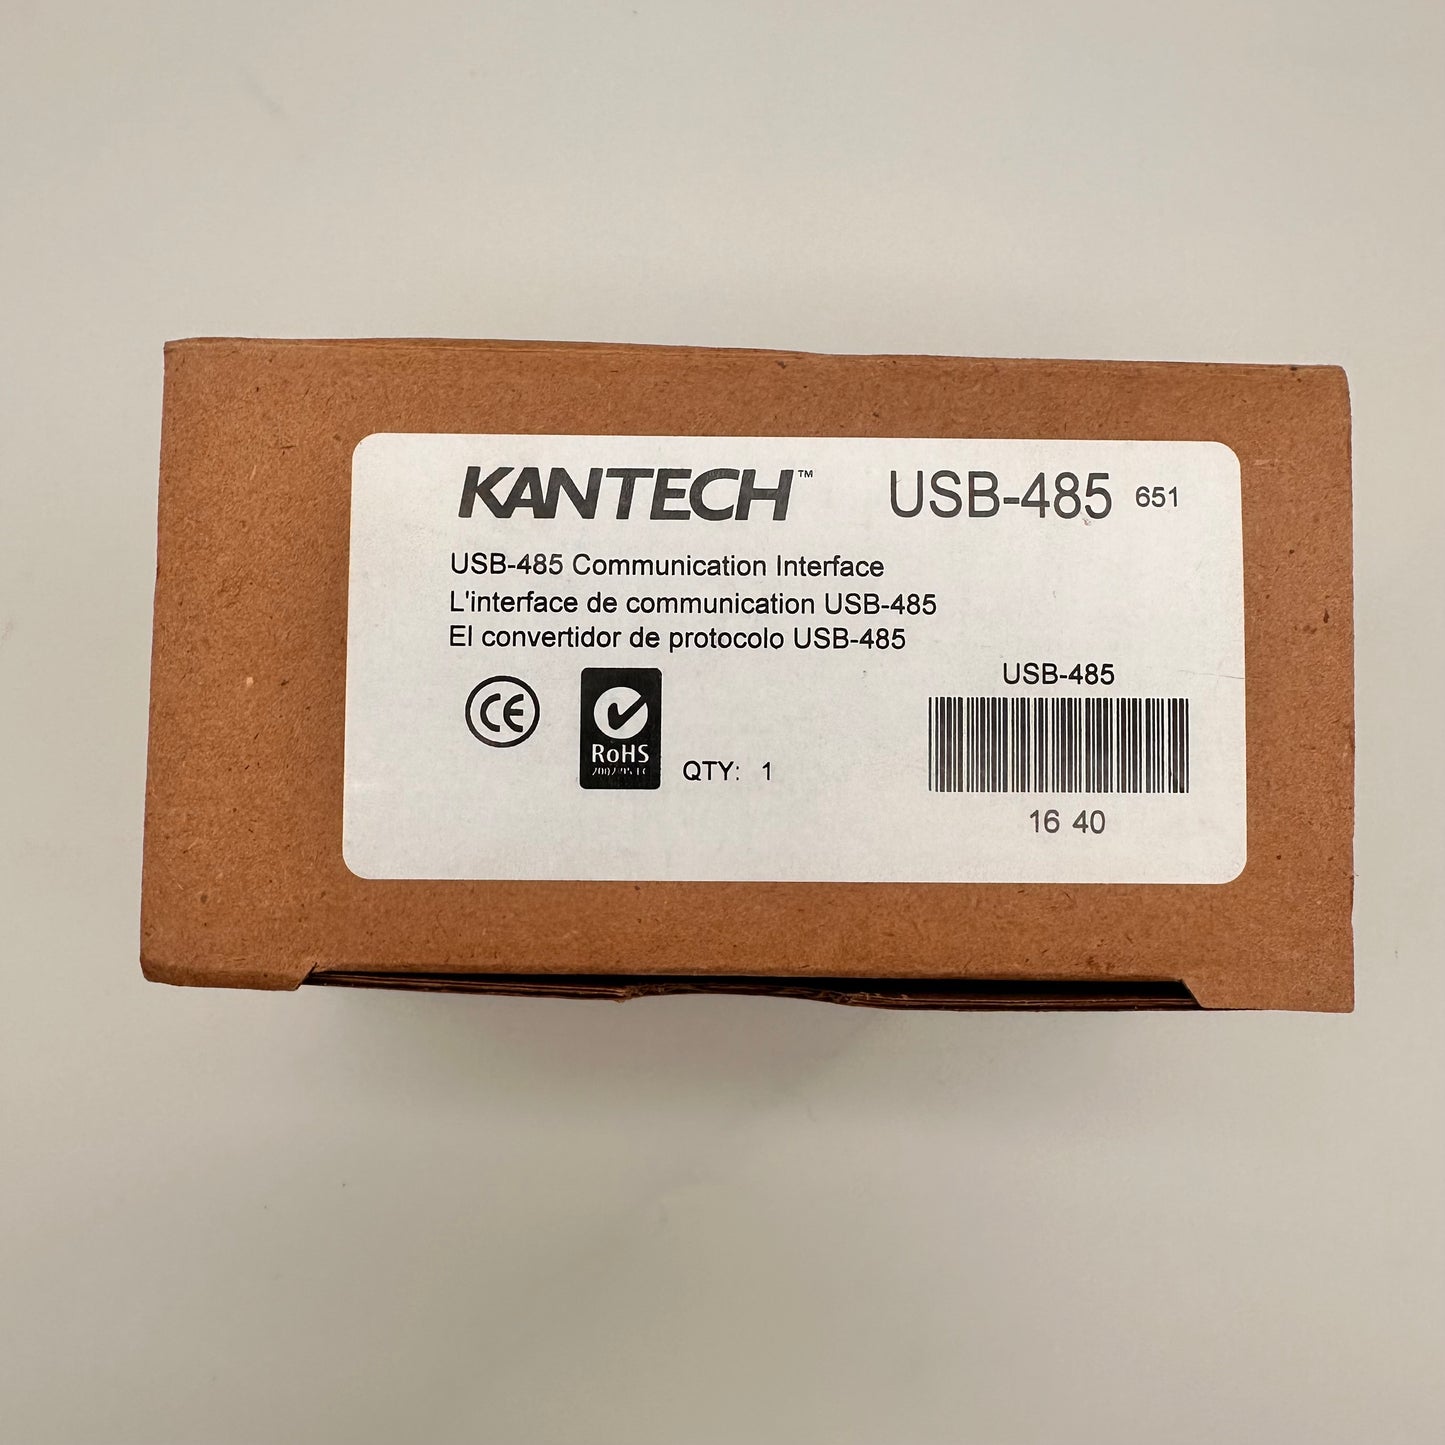 KANTECH™ USB-485 651
USB-485 Communication Interface
L'interface de communication USB-485
El convertidor de protocolo USB-485
USB-485
CE
RoHS
QTY: 1
16 40